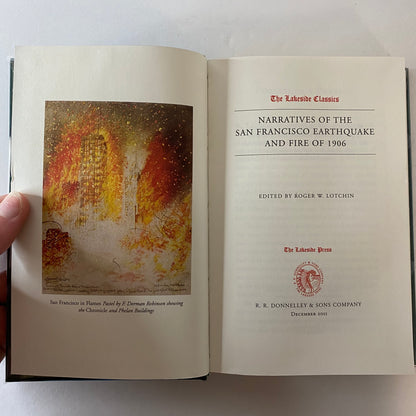 San Francisco in Flames Pastel by F. Dorman Robinson showing
the Chronicle and Phelan Buildings
The Lakeside Classics
NARRATIVES OF THE
SAN FRANCISCO EARTHQUAKE
AND FIRE OF 1906
EDITED BY ROGER W. LOTCHIN
The Lakeside Press
R. R. DONNELLEY & SONS COMPANY
DECEMBER